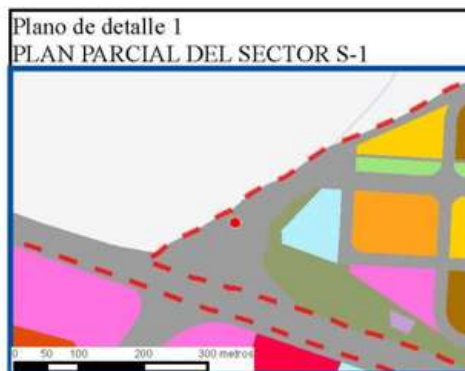 Plano de detalle 1
PLAN PARCIAL DEL SECTOR S-1
0 50 100 200 300 metros